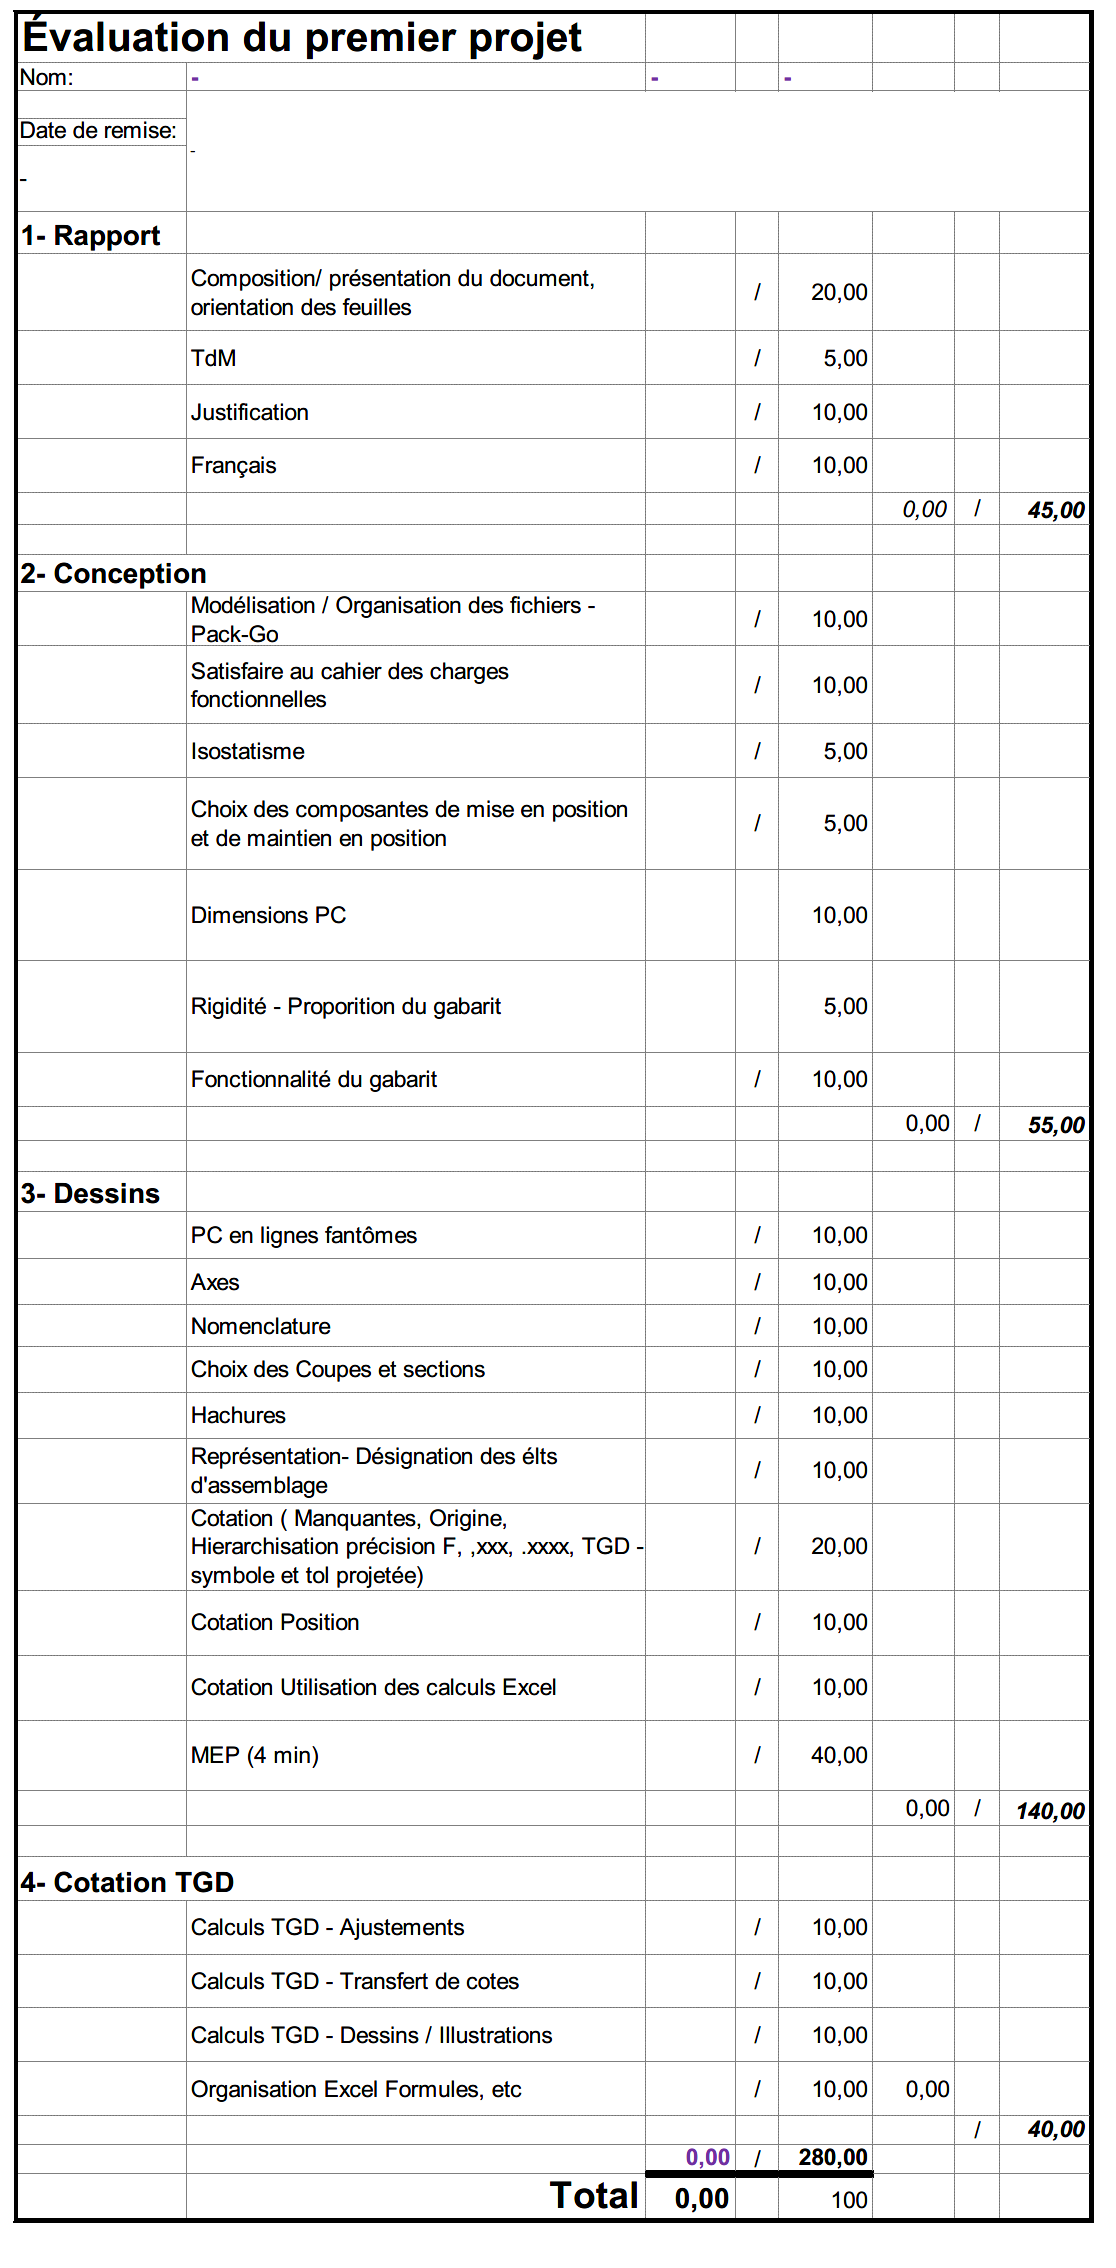 Évaluation du premier projet
Nom: - - -
Date de remise:
-
-
1- Rapport
Composition/ présentation du document,
orientation des feuilles
/ 20,00
TdM / 5,00
Justification / 10,00
Français / 10,00
0,00 / 45,00
2- Conception
Modélisation / Organisation des fichiers -
Pack-Go
/ 10,00
Satisfaire au cahier des charges
fonctionnelles
/ 10,00
Isostatisme / 5,00
Choix des composantes de mise en position
et de maintien en position
/ 5,00
Dimensions PC 10,00
Rigidité - Proporition du gabarit 5,00
Fonctionnalité du gabarit / 10,00
0,00 / 55,00
3- Dessins
PC en lignes fantômes / 10,00
Axes / 10,00
Nomenclature / 10,00
Choix des Coupes et sections / 10,00
Hachures / 10,00
Représentation- Désignation des élts
d'assemblage
/ 10,00
Cotation ( Manquantes, Origine,
Hierarchisation précision F, ,xxx, .xxxx, TGD -
symbole et tol projetée)
/ 20,00
Cotation Position / 10,00
Cotation Utilisation des calculs Excel / 10,00
MEP (4 min) / 40,00
0,00 / 140,00
4- Cotation TGD
Calculs TGD - Ajustements / 10,00
Calculs TGD - Transfert de cotes / 10,00
Calculs TGD - Dessins / Illustrations / 10,00
Organisation Excel Formules, etc / 10,00 0,00
/ 40,00
0,00 / 280,00
Total 0,00 100